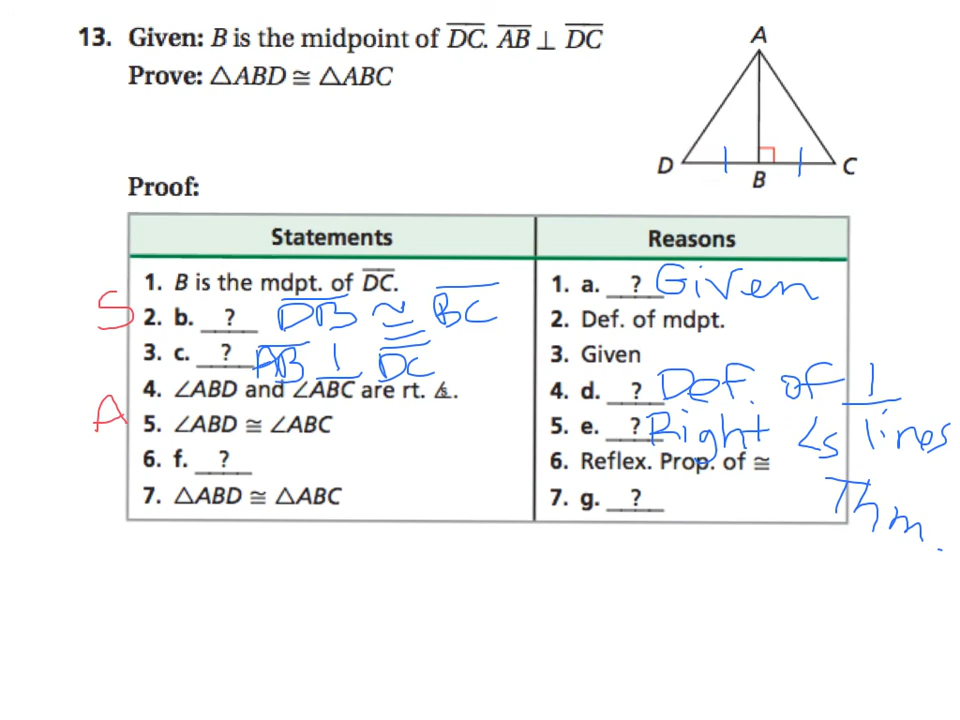 13. Given: B is the midpoint of DC. AB ⊥ DC
Prove: △ABD ≅ △ABC
A
D
B
C
Proof:
Statements
Reasons
1. B is the mdpt. of DC.
1. a. ? Given
S
2. b. ? DB ≅ BC
2. Def. of mdpt.
3. c. ? AB ⊥ DC
3. Given
4. ∠ABD and ∠ABC are rt. ∠s.
4. d. ? Def. of ⊥ lines
A
5. ∠ABD ≅ ∠ABC
5. e. ? Right ∠s Thm.
6. f. ?
6. Reflex. Prop. of ≅
7. △ABD ≅ △ABC
7. g. ?